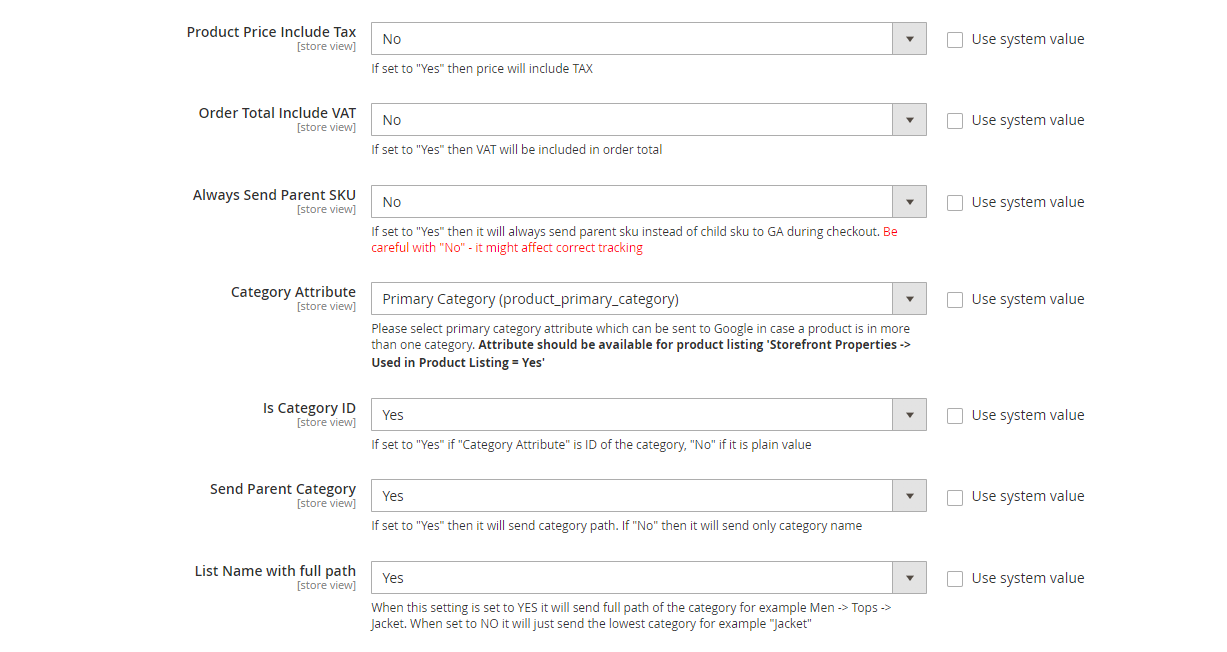 Product Price Include Tax
[store view]
No
Use system value
If set to "Yes" then price will include TAX
Order Total Include VAT
[store view]
No
Use system value
If set to "Yes" then VAT will be included in order total
Always Send Parent SKU
[store view]
No
Use system value
If set to "Yes" then it will always send parent sku instead of child sku to GA during checkout. Be
careful with "No" - it might affect correct tracking
Category Attribute
[store view]
Primary Category (product_primary_category)
Use system value
Please select primary category attribute which can be sent to Google in case a product is in more
than one category. Attribute should be available for product listing 'Storefront Properties ->
Used in Product Listing = Yes'
Is Category ID
[store view]
Yes
Use system value
If set to "Yes" if "Category Attribute" is ID of the category, "No" if it is plain value
Send Parent Category
[store view]
Yes
Use system value
If set to "Yes" then it will send category path. If "No" then it will send only category name
List Name with full path
[store view]
Yes
Use system value
When this setting is set to YES it will send full path of the category for example Men -> Tops ->
Jacket. When set to NO it will just send the lowest category for example "Jacket"